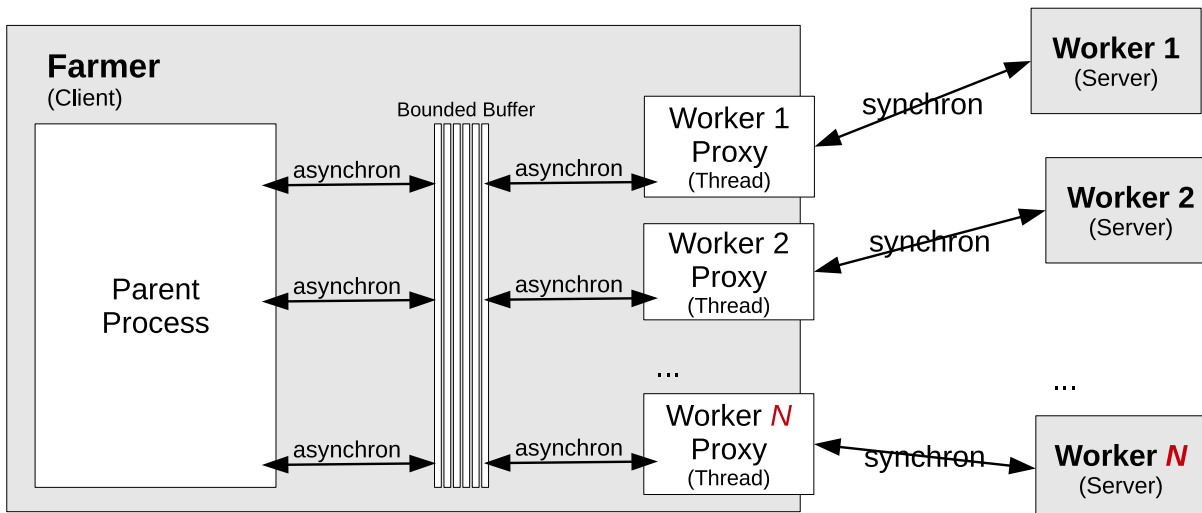 Farmer
(Client)
Parent
Process
Bounded Buffer
asynchron
asynchron
asynchron
asynchron
asynchron
asynchron
Worker 1
Proxy
(Thread)
Worker 2
Proxy
(Thread)
...
Worker N
Proxy
(Thread)
synchron
synchron
synchron
Worker 1
(Server)
Worker 2
(Server)
...
Worker N
(Server)